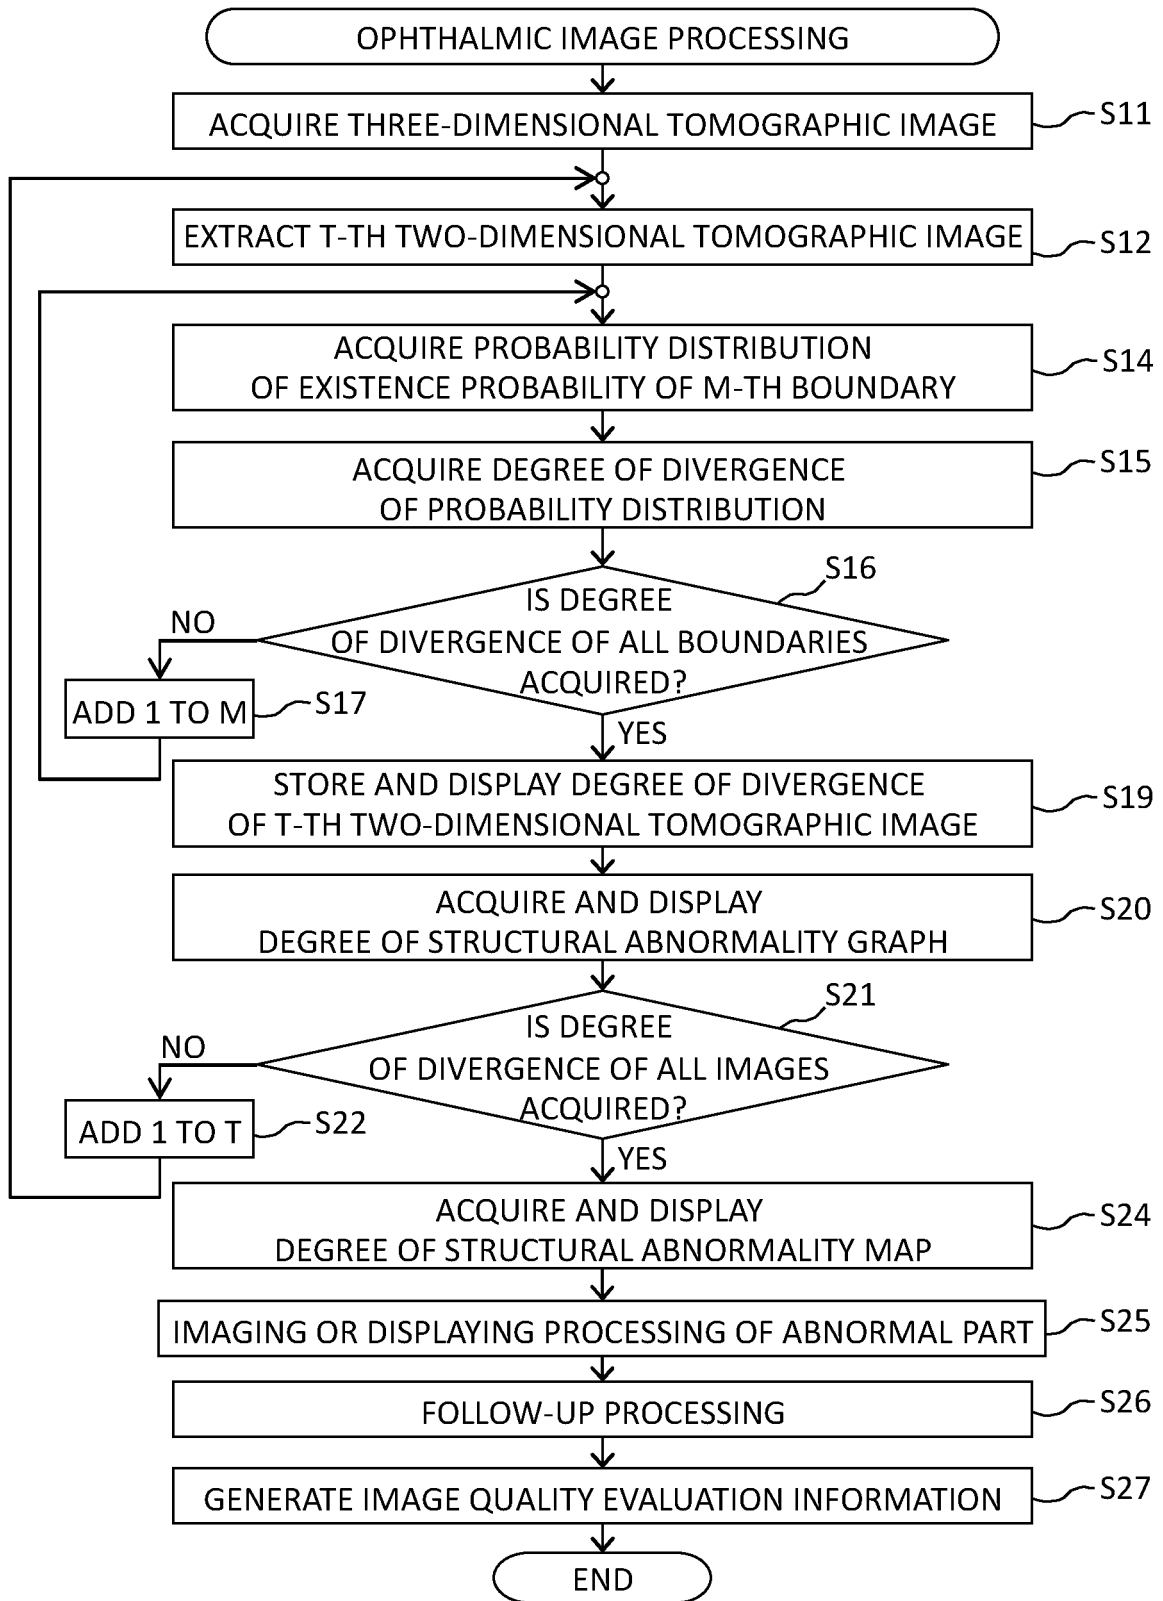 OPHTHALMIC IMAGE PROCESSING
ACQUIRE THREE-DIMENSIONAL TOMOGRAPHIC IMAGE
S11
EXTRACT T-TH TWO-DIMENSIONAL TOMOGRAPHIC IMAGE
S12
ACQUIRE PROBABILITY DISTRIBUTION
OF EXISTENCE PROBABILITY OF M-TH BOUNDARY
S14
ACQUIRE DEGREE OF DIVERGENCE
OF PROBABILITY DISTRIBUTION
S15
IS DEGREE
OF DIVERGENCE OF ALL BOUNDARIES
ACQUIRED?
S16
NO
ADD 1 TO M
S17
YES
STORE AND DISPLAY DEGREE OF DIVERGENCE
OF T-TH TWO-DIMENSIONAL TOMOGRAPHIC IMAGE
S19
ACQUIRE AND DISPLAY
DEGREE OF STRUCTURAL ABNORMALITY GRAPH
S20
IS DEGREE
OF DIVERGENCE OF ALL IMAGES
ACQUIRED?
S21
NO
ADD 1 TO T
S22
YES
ACQUIRE AND DISPLAY
DEGREE OF STRUCTURAL ABNORMALITY MAP
S24
IMAGING OR DISPLAYING PROCESSING OF ABNORMAL PART
S25
FOLLOW-UP PROCESSING
S26
GENERATE IMAGE QUALITY EVALUATION INFORMATION
S27
END